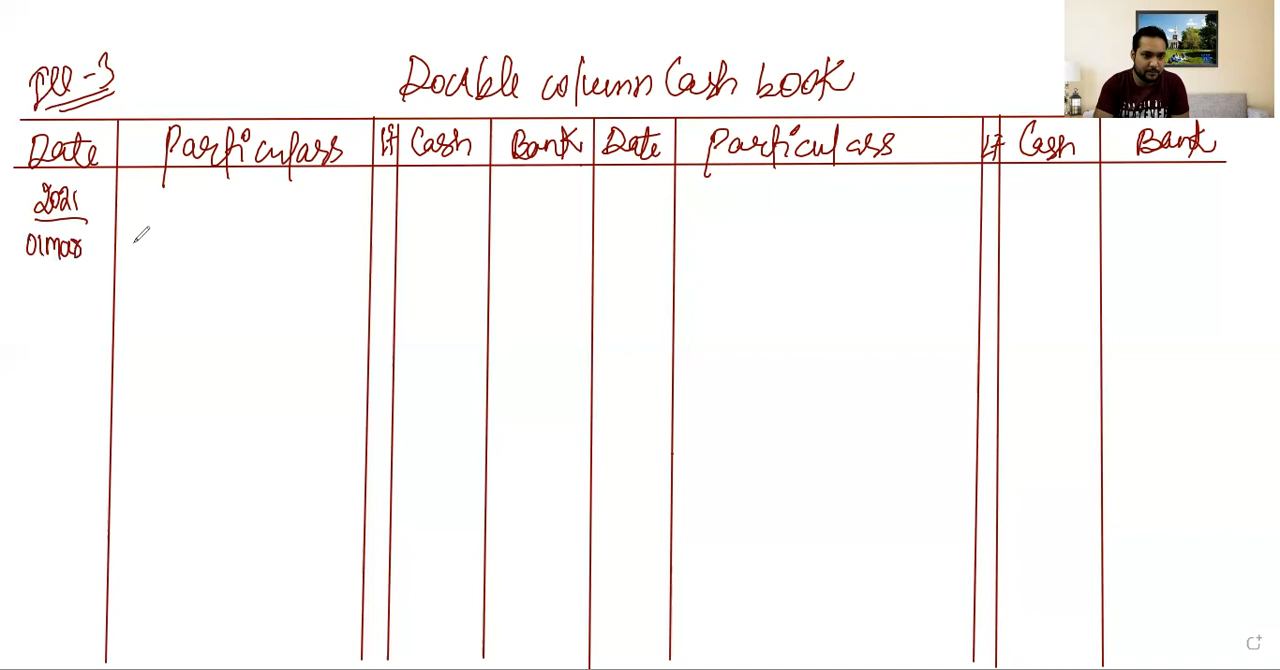 Ill-3
Double column Cash book
Date Particulars LF Cash Bank Date Particulars LF Cash Bank
2021
01 Mar